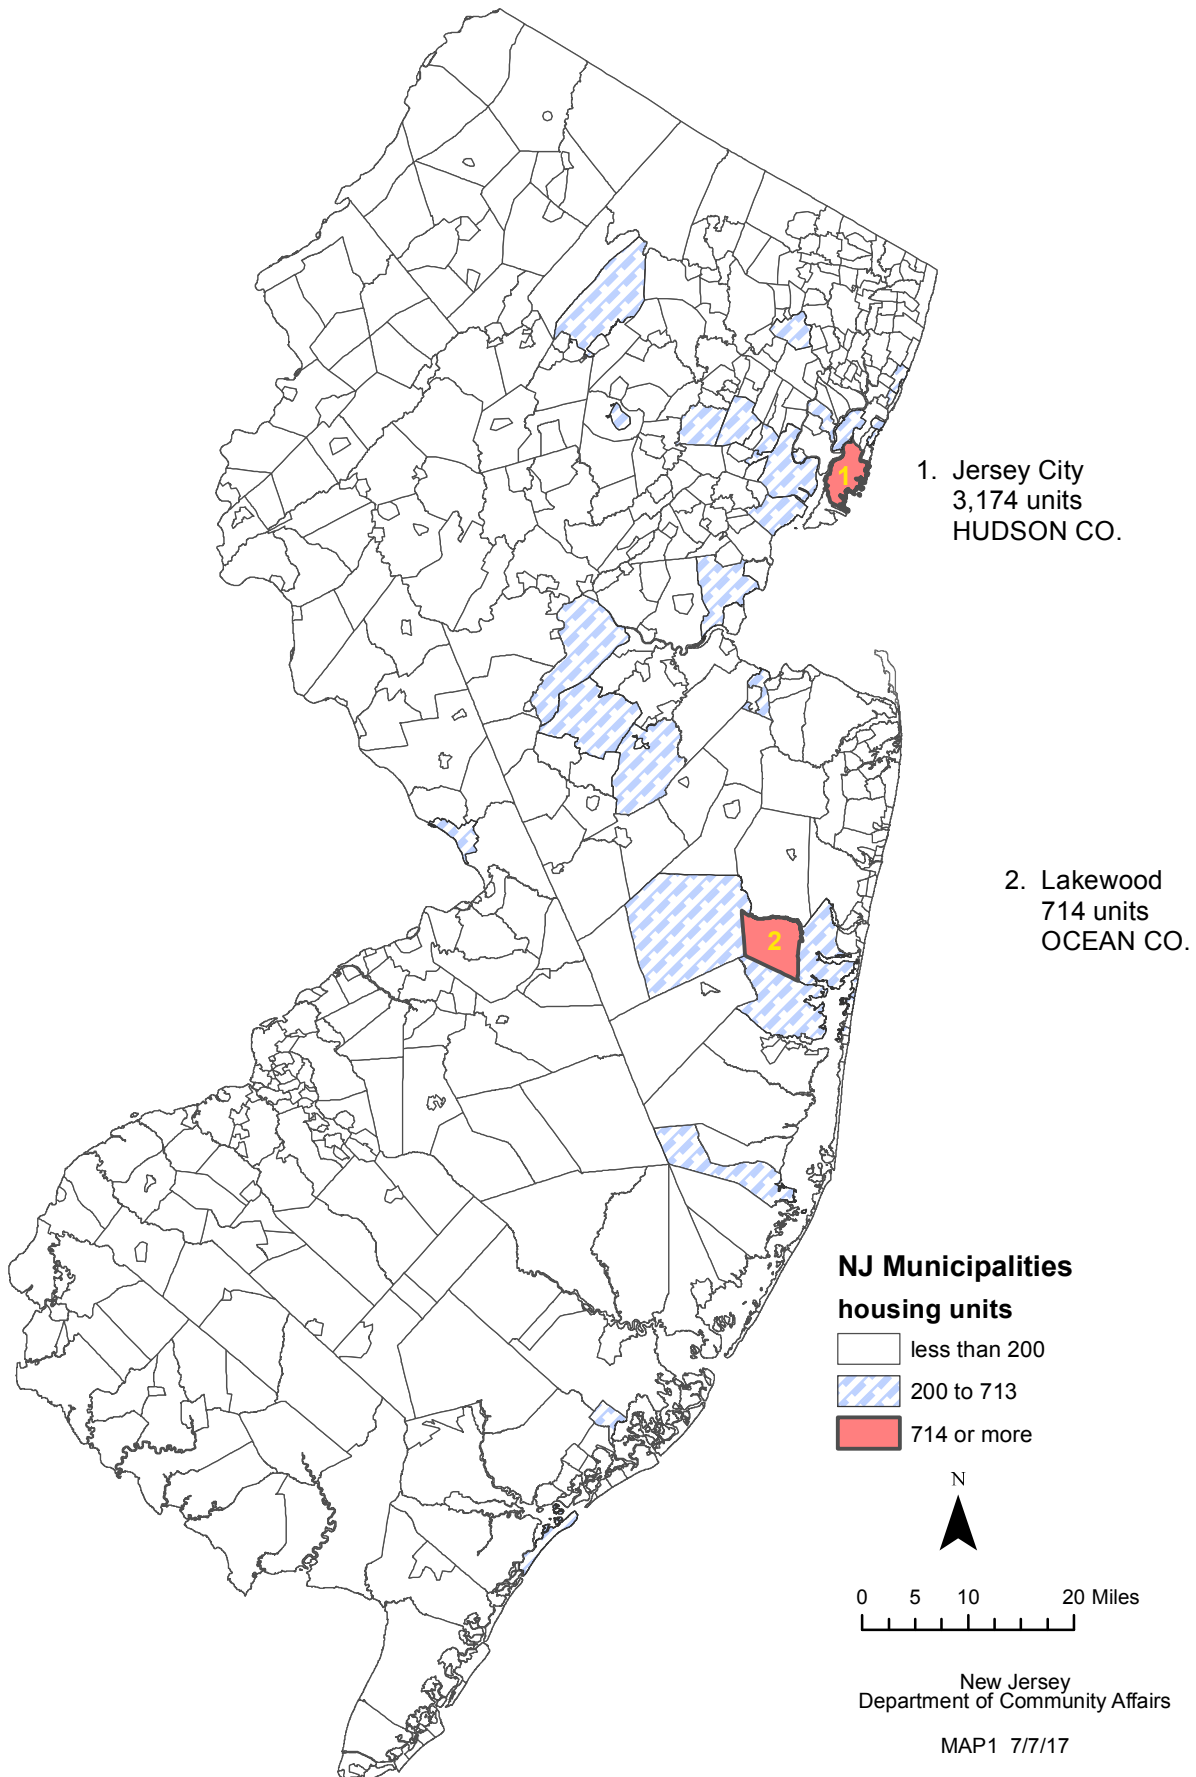 1
1. Jersey City
3,174 units
HUDSON CO.
2. Lakewood
714 units
OCEAN CO.
2
NJ Municipalities
housing units
less than 200
200 to 713
714 or more
N
0 5 10 20 Miles
New Jersey
Department of Community Affairs
MAP1 7/7/17